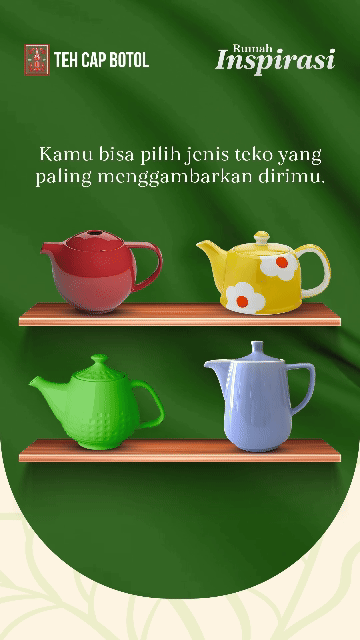 TEH CAP BOTOL
Rumah
Inspirasi
Kamu bisa pilih jenis teko yang
paling menggambarkan dirimu.